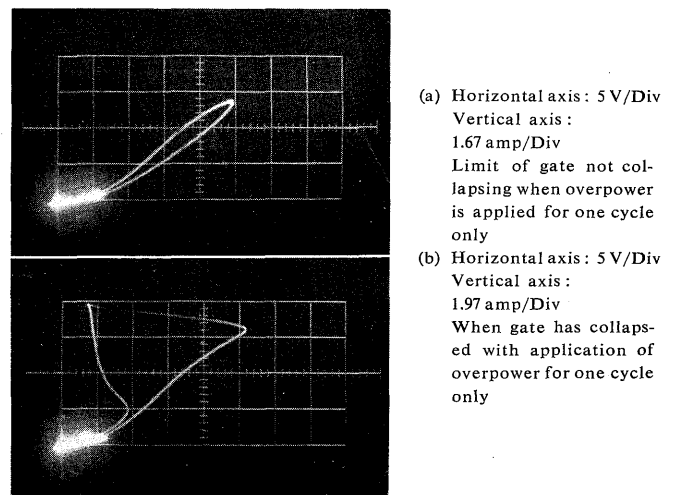 (a) Horizontal axis: 5 V/Div
Vertical axis:
1.67 amp/Div
Limit of gate not col-
lapsing when overpower
is applied for one cycle
only
(b) Horizontal axis: 5 V/Div
Vertical axis:
1.97 amp/Div
When gate has collaps-
ed with application of
overpower for one cycle
only